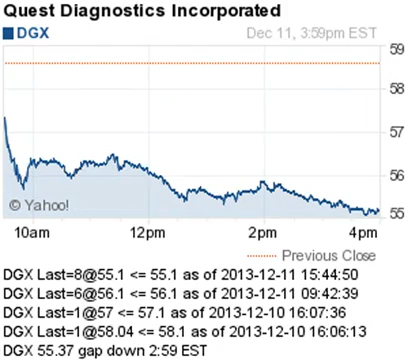 Quest Diagnostics Incorporated
DGX Dec 11, 3:59pm EST
59
58
57
56
55
© Yahoo!
10am 12pm 2pm 4pm
Previous Close
DGX Last=8@55.1 <= 55.1 as of 2013-12-11 15:44:50
DGX Last=6@56.1 <= 56.1 as of 2013-12-11 09:42:39
DGX Last=1@57 <= 57.1 as of 2013-12-10 16:07:36
DGX Last=1@58.04 <= 58.1 as of 2013-12-10 16:06:13
DGX 55.37 gap down 2:59 EST